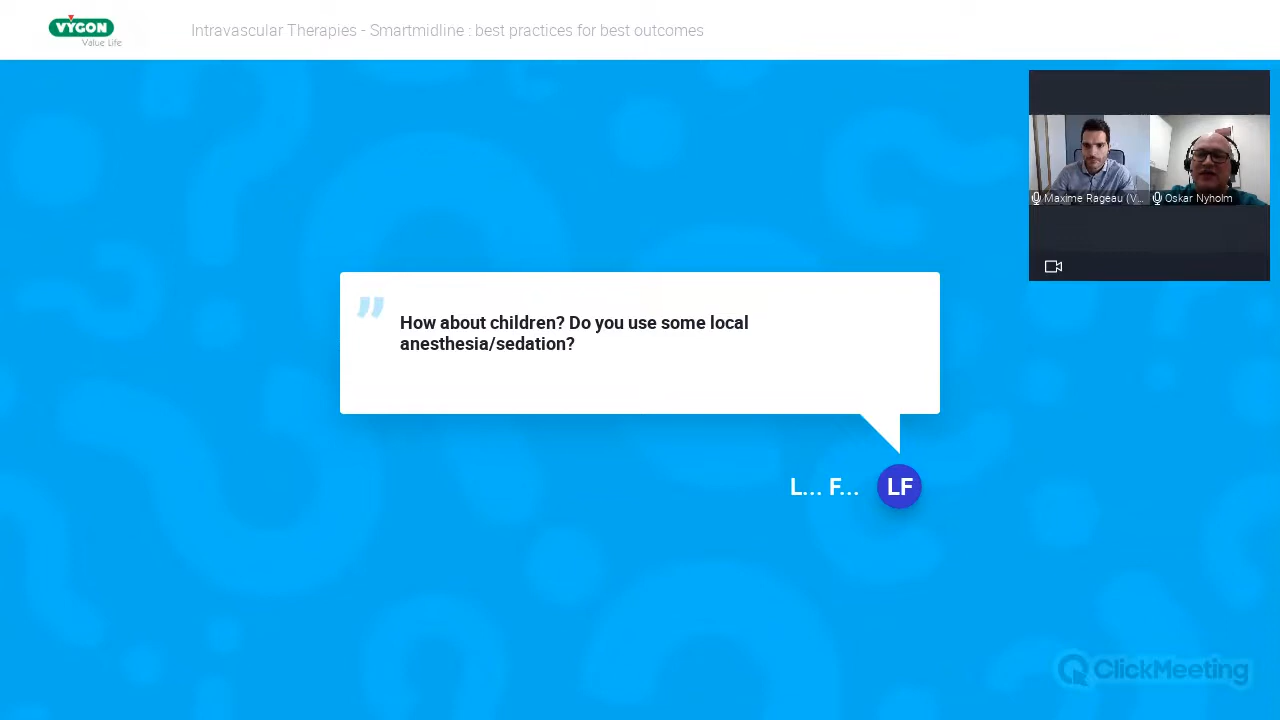 VYGON
Value Life
Intravascular Therapies - Smartmidline : best practices for best outcomes
Maxime Rageau (V... Oskar Nyholm
"
How about children? Do you use some local
anesthesia/sedation?
L... F... LF
ClickMeeting